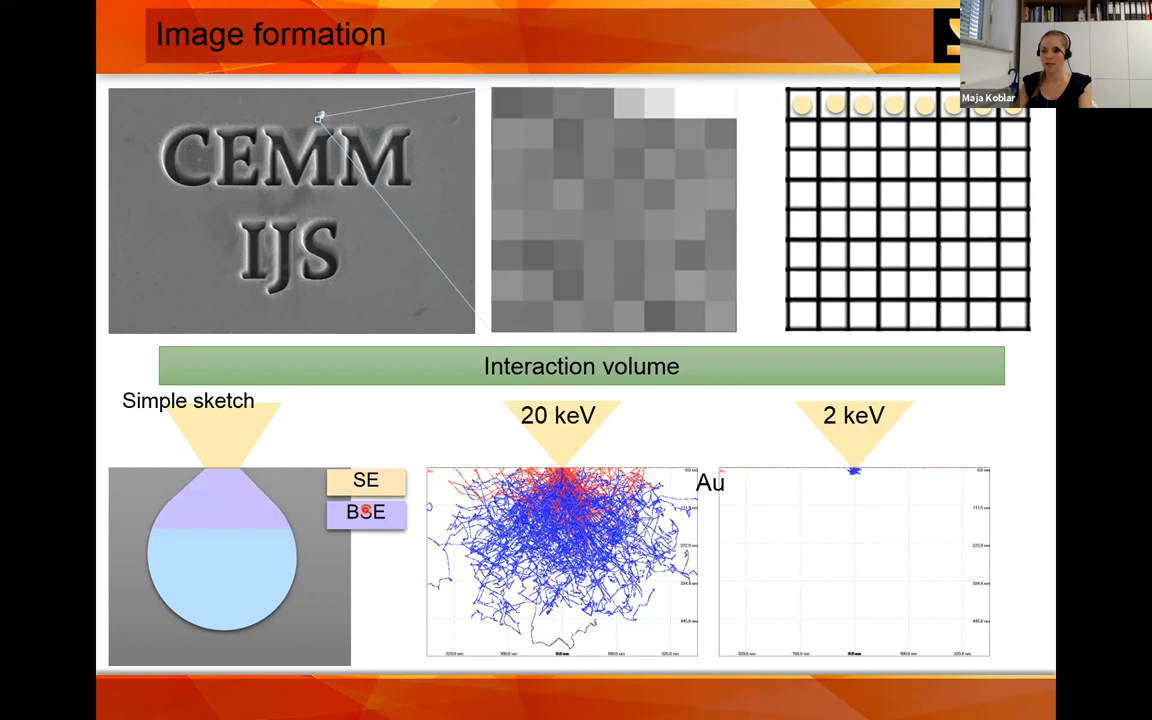 Image formation
Maja Koblar
CEMM
IJS
Interaction volume
Simple sketch
20 keV
2 keV
SE
BSE
Au